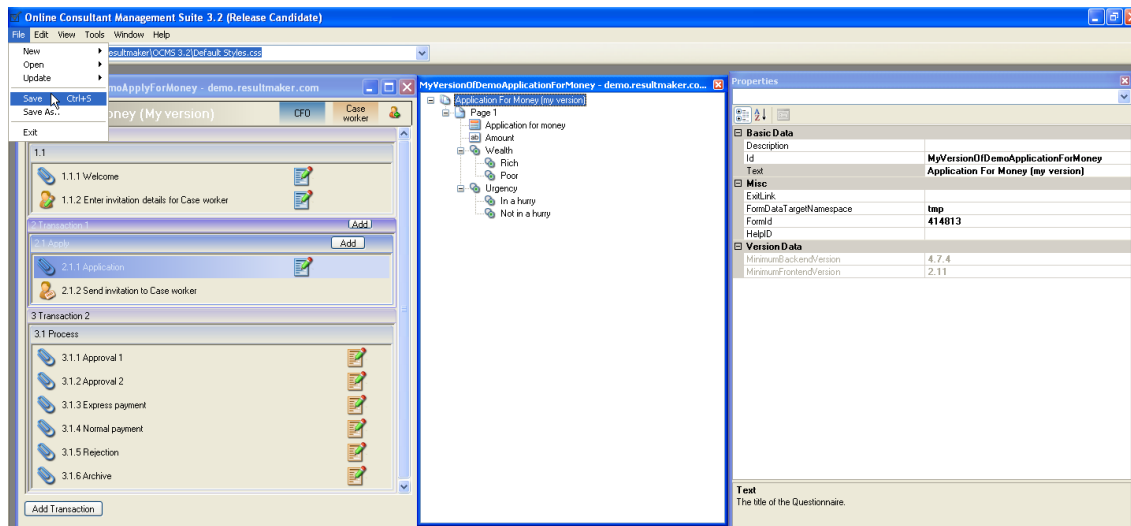 Online Consultant Management Suite 3.2 (Release Candidate)
File Edit View Tools Window Help
New
Open
Update
Save Ctrl+S
Save As..
Exit
esultmaker\OCMS 3.2\Default Styles.css
moApplyForMoney - demo.resultmaker.com
oney (My version)
CFO
Case worker
1.1
1.1.1 Welcome
1.1.2 Enter invitation details for Case worker
2 Transaction 1
Add
2.1 Apply
Add
2.1.1 Application
2.1.2 Send invitation to Case worker
3 Transaction 2
3.1 Process
3.1.1 Approval 1
3.1.2 Approval 2
3.1.3 Express payment
3.1.4 Normal payment
3.1.5 Rejection
3.1.6 Archive
Add Transaction
MyVersionOfDemoApplicationForMoney - demo.resultmaker.co...
Application For Money (my version)
Page 1
Application for money
Amount
Wealth
Rich
Poor
Urgency
In a hurry
Not in a hurry
Properties
Basic Data
Description
Id MyVersionOfDemoApplicationForMoney
Text Application For Money (my version)
Misc
ExitLink
FormDataTargetNamespace tmp
FormId 414813
HelpID
Version Data
MinimumBackendVersion 4.7.4
MinimumFrontendVersion 2.11
Text
The title of the Questionnaire.